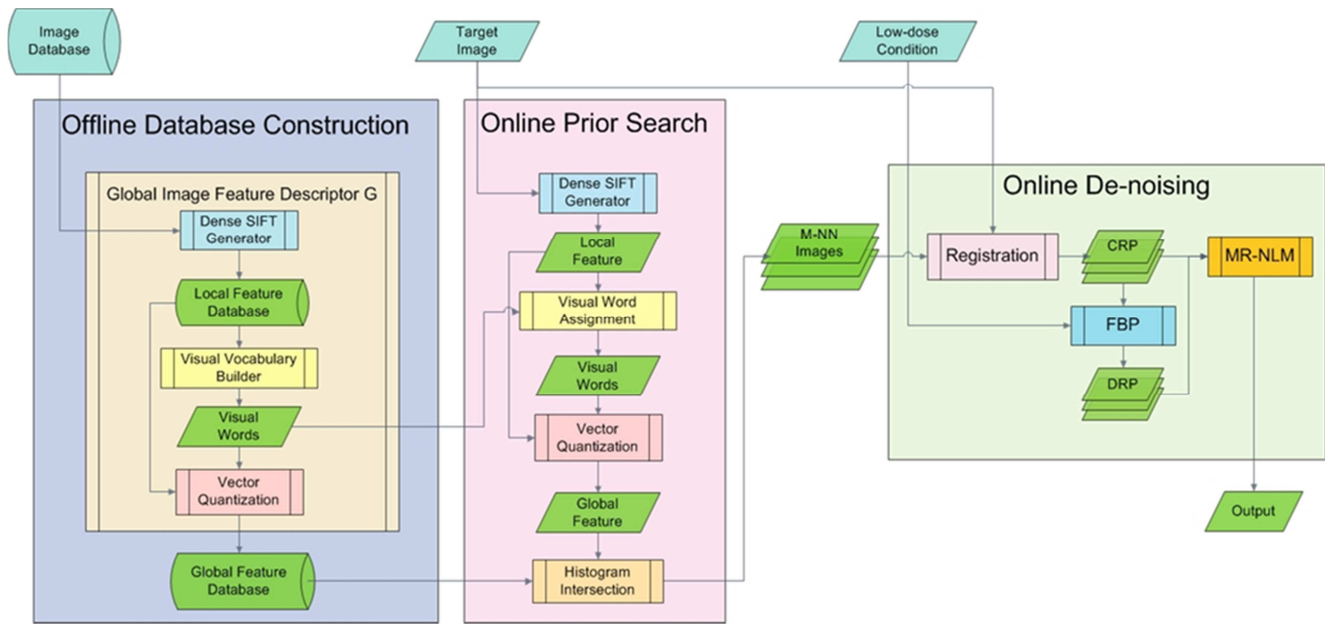 Image
Database
Target
Image
Low-dose
Condition
Offline Database Construction
Global Image Feature Descriptor G
Dense SIFT
Generator
Local Feature
Database
Visual Vocabulary
Builder
Visual
Words
Vector
Quantization
Global Feature
Database
Online Prior Search
Dense SIFT
Generator
Local
Feature
Visual Word
Assignment
Visual
Words
Vector
Quantization
Global
Feature
Histogram
Intersection
M-NN
Images
Online De-noising
Registration
CRP
MR-NLM
FBP
DRP
Output